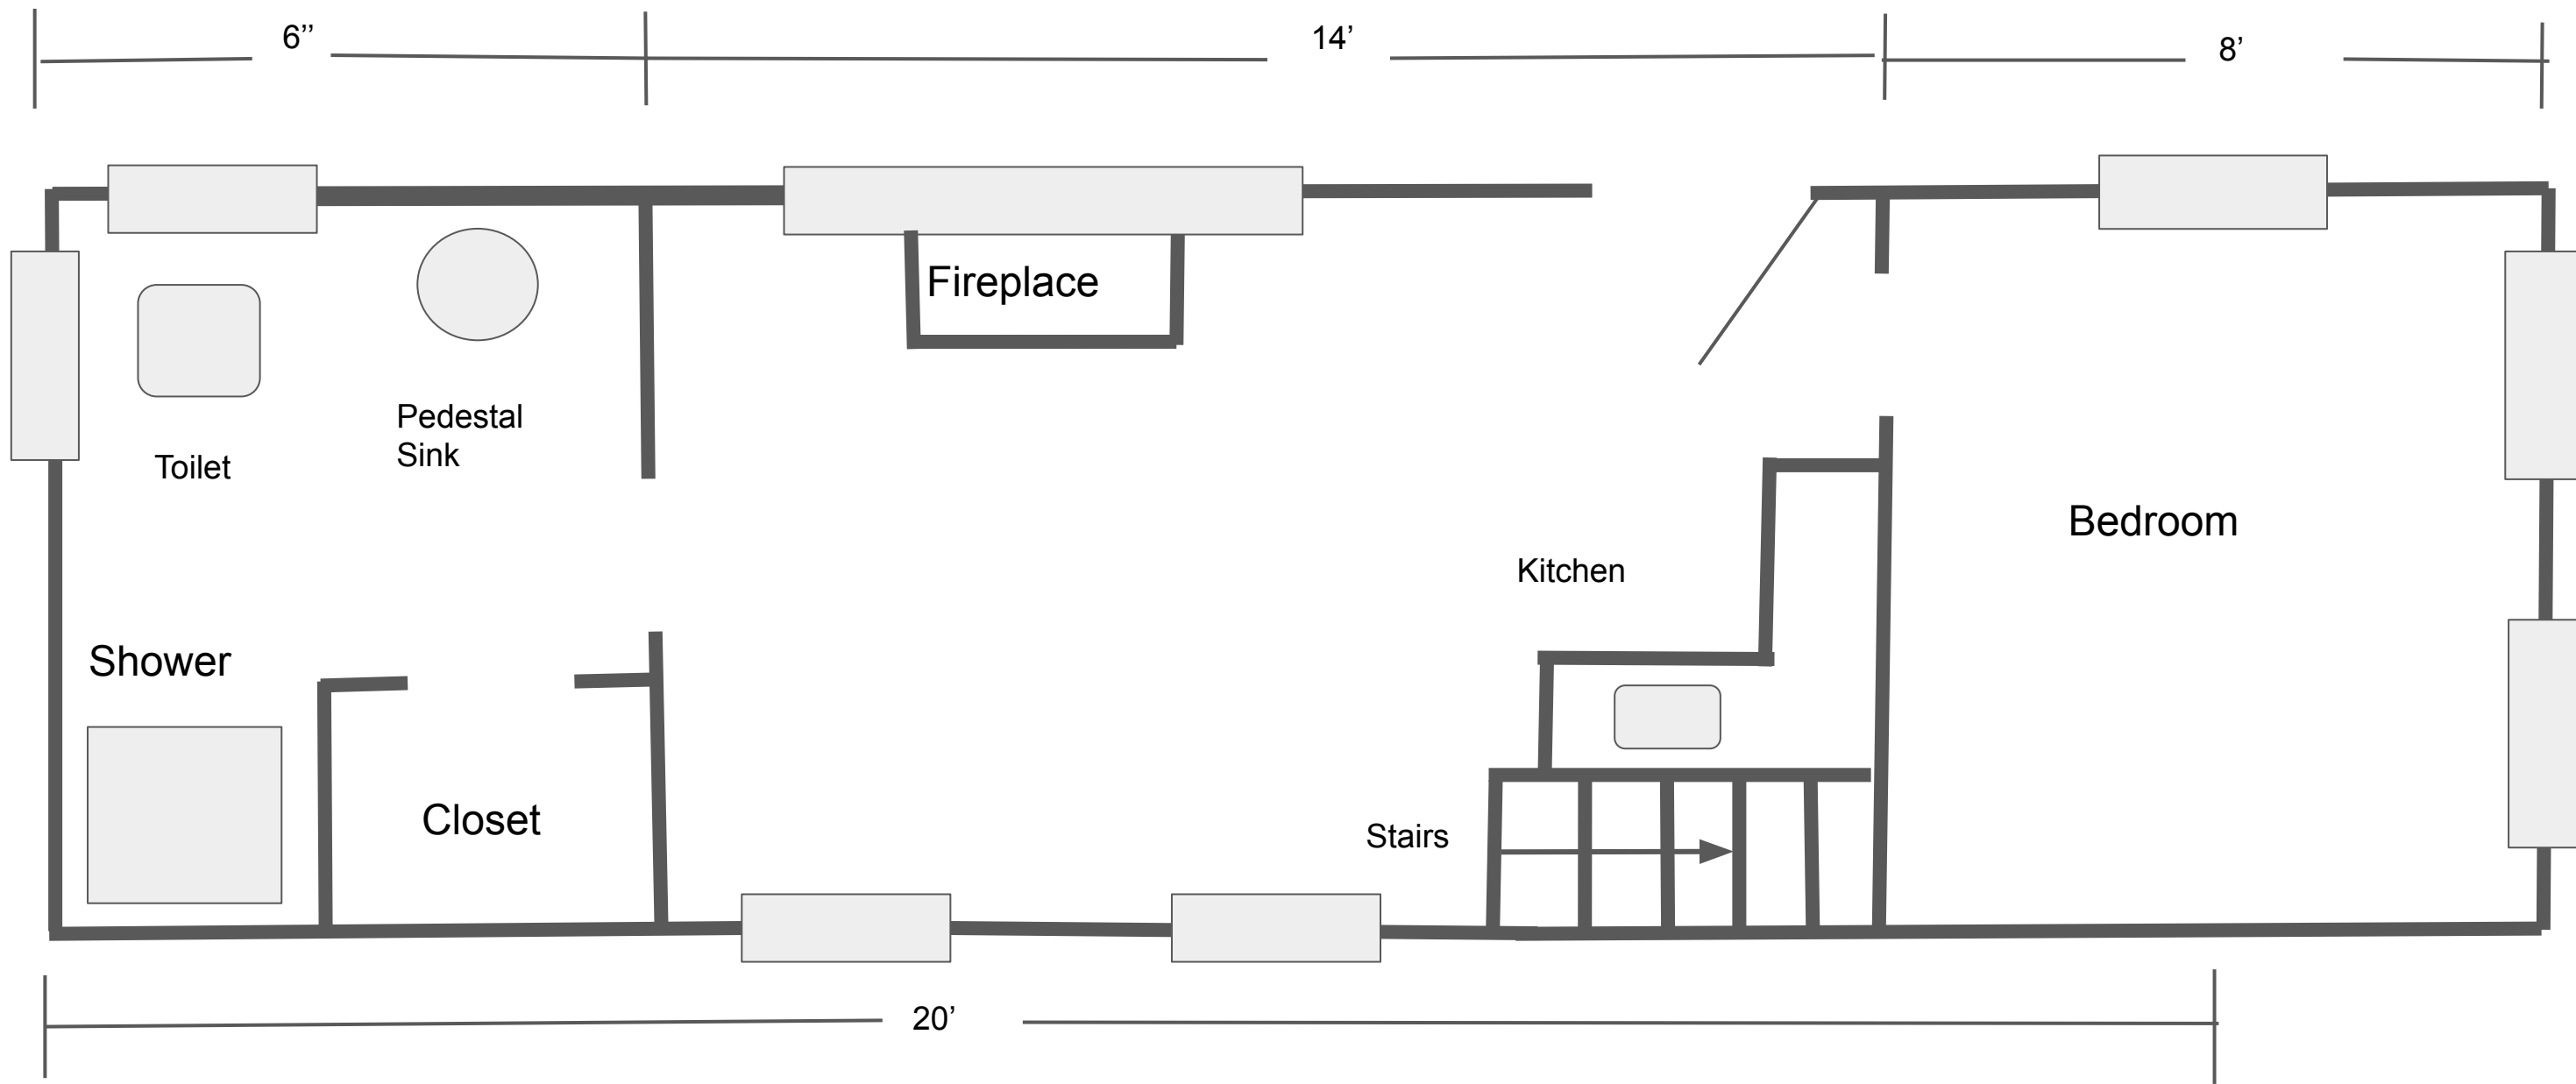 6’’
14’
8’
Fireplace
Pedestal
Sink
Toilet
Bedroom
Kitchen
Shower
Closet
Stairs
20’